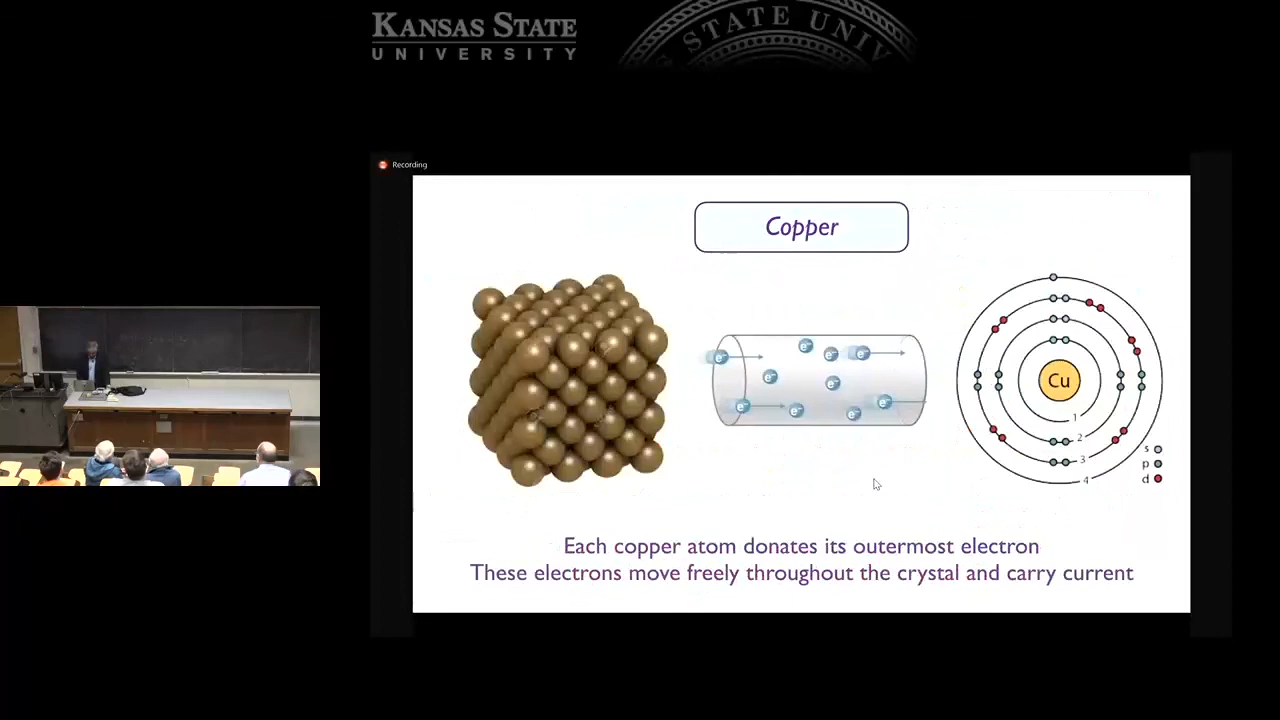 KANSAS STATE
UNIVERSITY
STATE UNIV
Recording
Copper
e⁻
e⁻
e⁻
e⁻
e⁻
e⁻
e⁻
e⁻
e⁻
e⁻
Cu
1
2
3
4
s
p
d
Each copper atom donates its outermost electron
These electrons move freely throughout the crystal and carry current